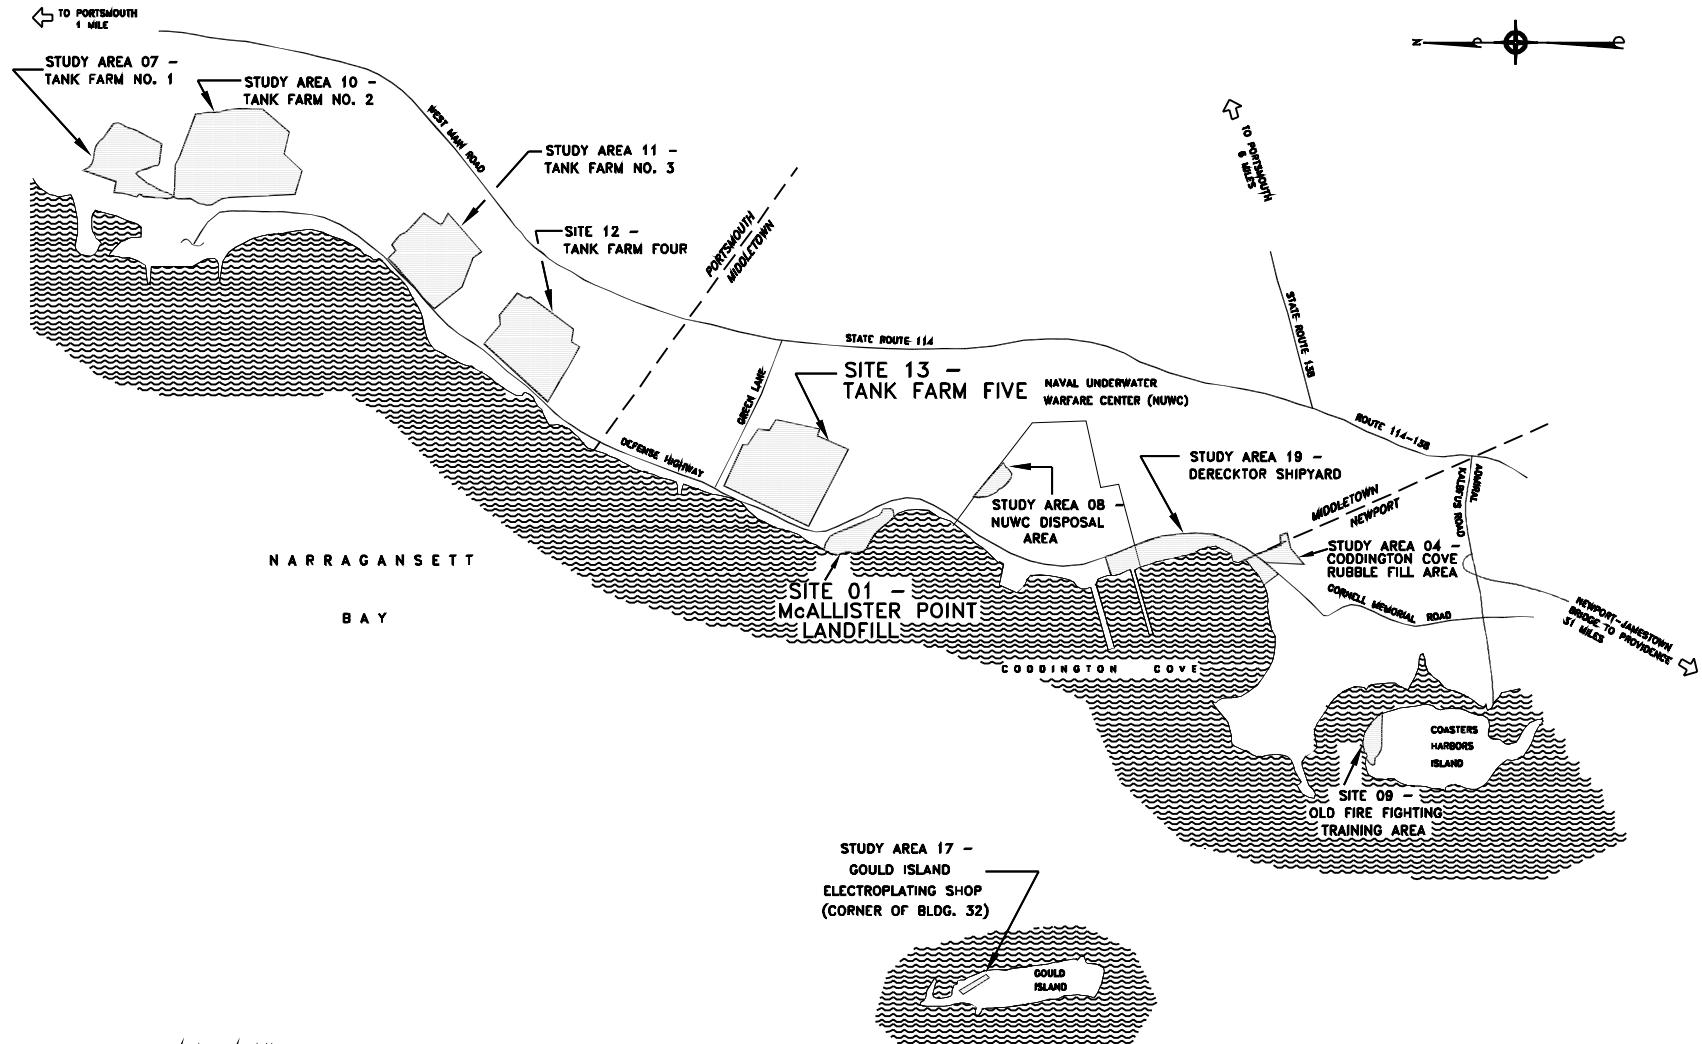 TO PORTSMOUTH
1 MILE
N
STUDY AREA 07 -
TANK FARM NO. 1
STUDY AREA 10 -
TANK FARM NO. 2
WEST MAIN ROAD
STUDY AREA 11 -
TANK FARM NO. 3
SITE 12 -
TANK FARM FOUR
PORTSMOUTH
MIDDLETOWN
TO PORTSMOUTH
6 MILES
STATE ROUTE 138
STATE ROUTE 114
GREEN LANE
SITE 13 -
TANK FARM FIVE
NAVAL UNDERWATER
WARFARE CENTER (NUWC)
ROUTE 114-138
DEFENSE HIGHWAY
STUDY AREA 19 -
DERECKTOR SHIPYARD
ADMIRAL
KALBFUS ROAD
STUDY AREA 08 -
NUWC DISPOSAL
AREA
MIDDLETOWN
NEWPORT
STUDY AREA 04 -
CODDINGTON COVE
RUBBLE FILL AREA
NARRAGANSETT
BAY
SITE 01 -
McALLISTER POINT
LANDFILL
CORNELL MEMORIAL ROAD
NEWPORT-JAMESTOWN
BRIDGE TO PROVIDENCE
31 MILES
CODDINGTON COVE
COASTERS
HARBORS
ISLAND
SITE 09 -
OLD FIRE FIGHTING
TRAINING AREA
STUDY AREA 17 -
GOULD ISLAND
ELECTROPLATING SHOP
(CORNER OF BLDG. 32)
GOULD
ISLAND